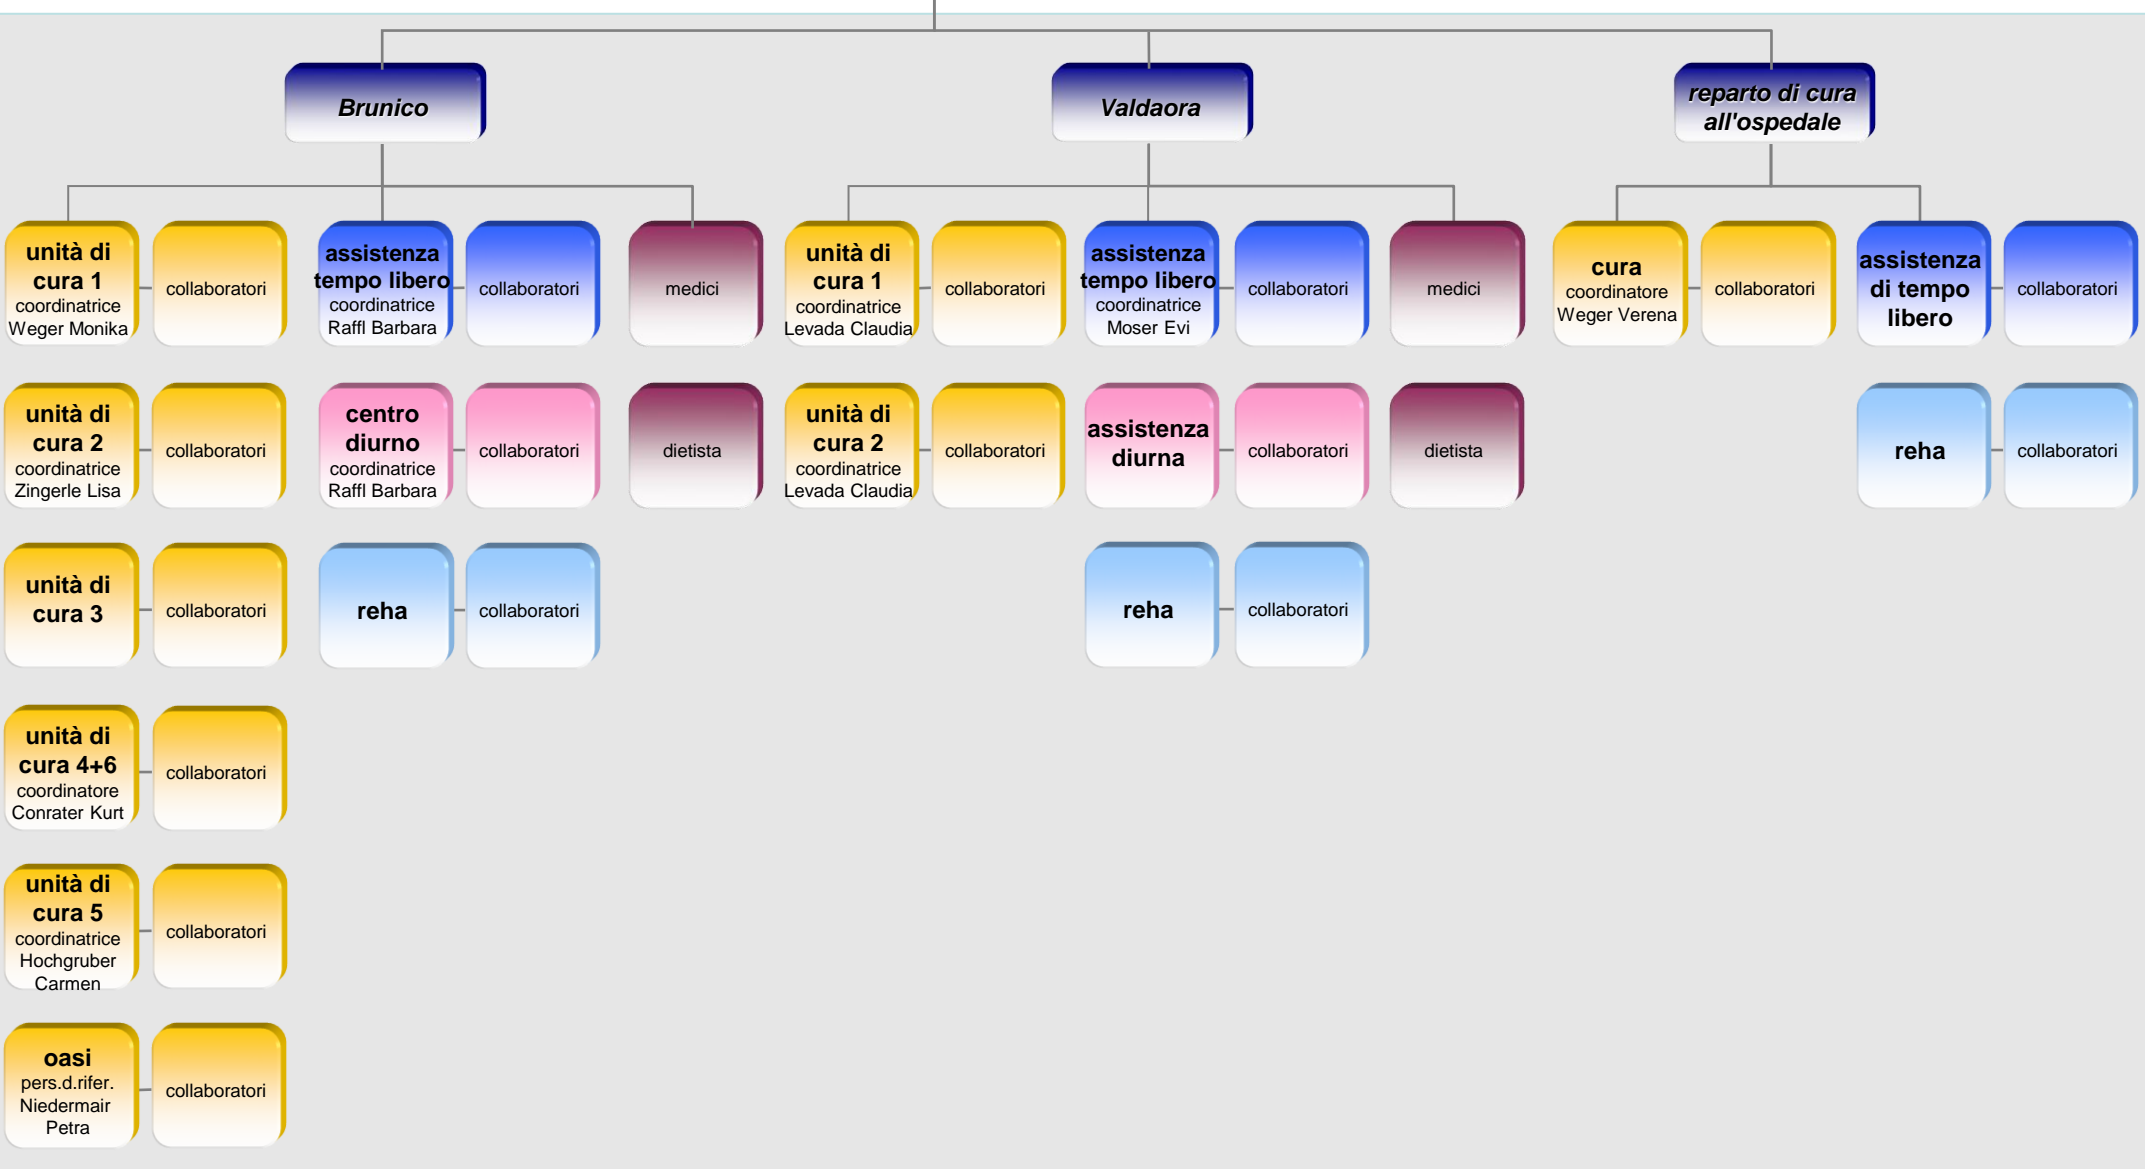 Brunico
Valdaora
reparto di cura
all'ospedale
unità di
cura 1
coordinatrice
Weger Monika
collaboratori
assistenza
tempo libero
coordinatrice
Raffl Barbara
collaboratori
medici
unità di
cura 1
coordinatrice
Levada Claudia
collaboratori
assistenza
tempo libero
coordinatrice
Moser Evi
collaboratori
medici
cura
coordinatore
Weger Verena
collaboratori
assistenza
di tempo
libero
collaboratori
unità di
cura 2
coordinatrice
Zingerle Lisa
collaboratori
centro
diurno
coordinatrice
Raffl Barbara
collaboratori
dietista
unità di
cura 2
coordinatrice
Levada Claudia
collaboratori
assistenza
diurna
collaboratori
dietista
reha
collaboratori
unità di
cura 3
collaboratori
reha
collaboratori
reha
collaboratori
unità di
cura 4+6
coordinatore
Conrater Kurt
collaboratori
unità di
cura 5
coordinatrice
Hochgruber
Carmen
collaboratori
oasi
pers.d.rifer.
Niedermair
Petra
collaboratori